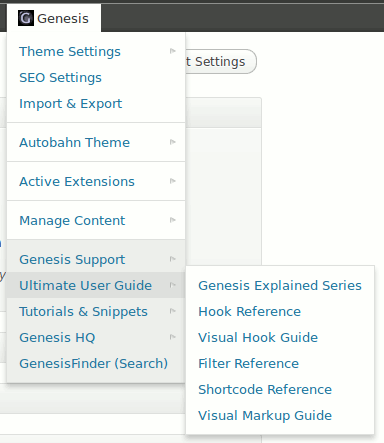 Genesis
Theme Settings
t Settings
SEO Settings
Import & Export
Autobahn Theme
Active Extensions
Manage Content
Genesis Support
Ultimate User Guide
Genesis Explained Series
Tutorials & Snippets
Hook Reference
Genesis HQ
Visual Hook Guide
GenesisFinder (Search)
Filter Reference
Shortcode Reference
Visual Markup Guide